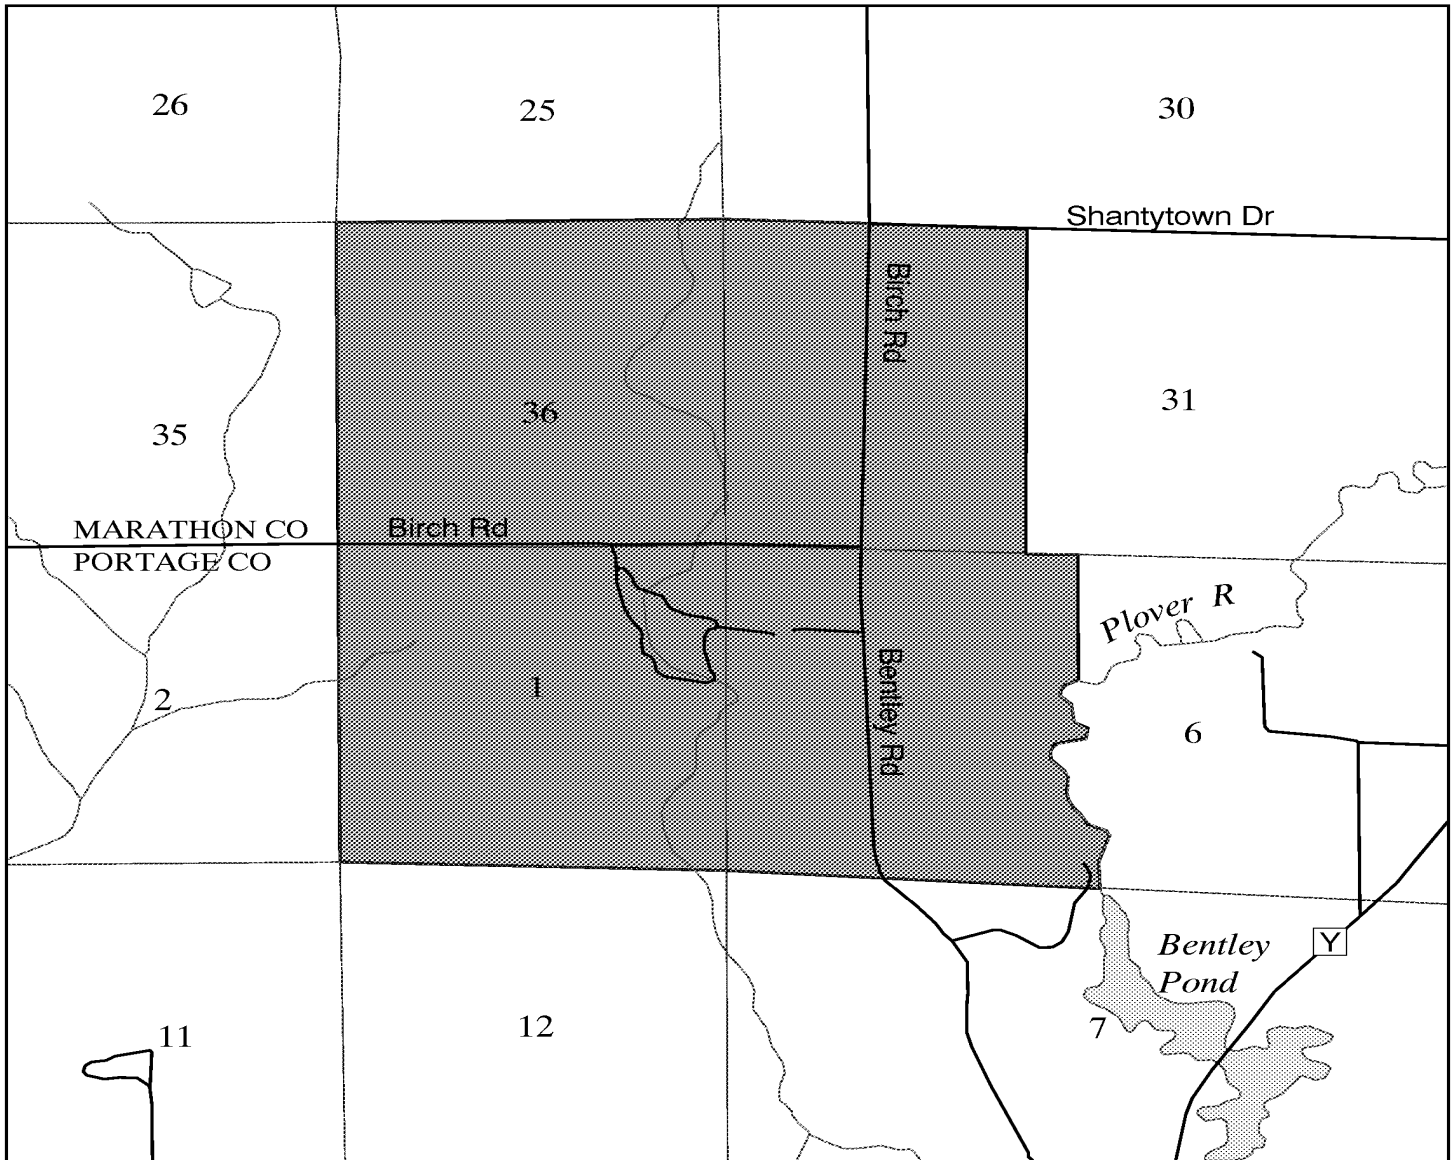 26
25
30
Shantytown Dr
Birch Rd
31
36
35
MARATHON CO
Birch Rd
PORTAGE CO
Plover R
Bentley Rd
1
2
6
Bentley
Pond
Y
7
12
11